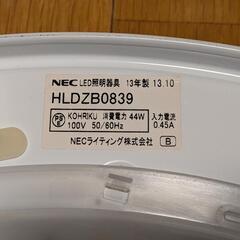 NEC LED照明器具 13年製 13.10
HLDZB0839
PS E KOHRIKU 消費電力 44W 入力電流
100V 50/60Hz 0.45A
NECライティング株式会社 B